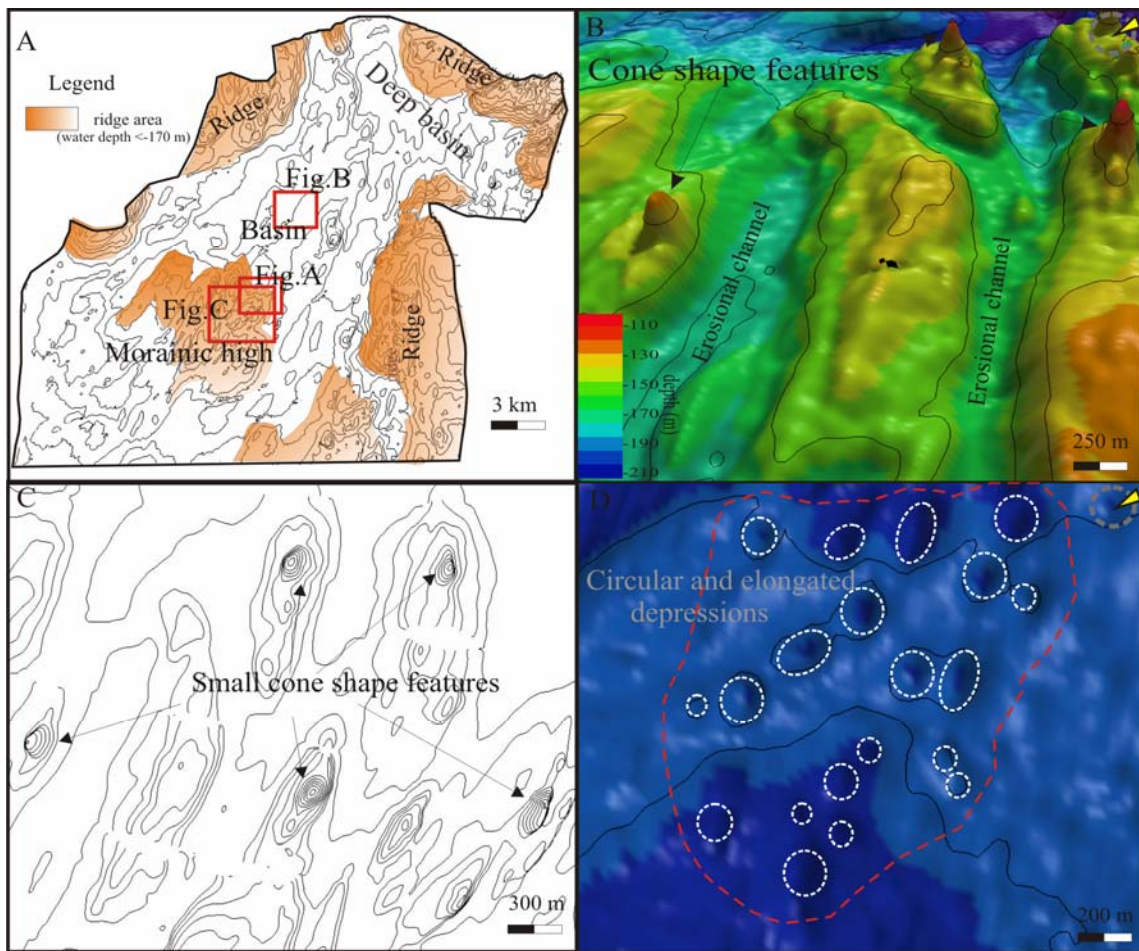 A
Legend
ridge area
(water depth <-170 m)
Ridge
Ridge
Deep basin
Fig.B
Basin
Fig.A
Fig.C
Morainic high
Ridge
3 km
B
Cone shape features
Erosional channel
Erosional channel
-110
-130
-150
-170
-190
-210
depth (m)
250 m
C
Small cone shape features
300 m
D
Circular and elongated
depressions
200 m